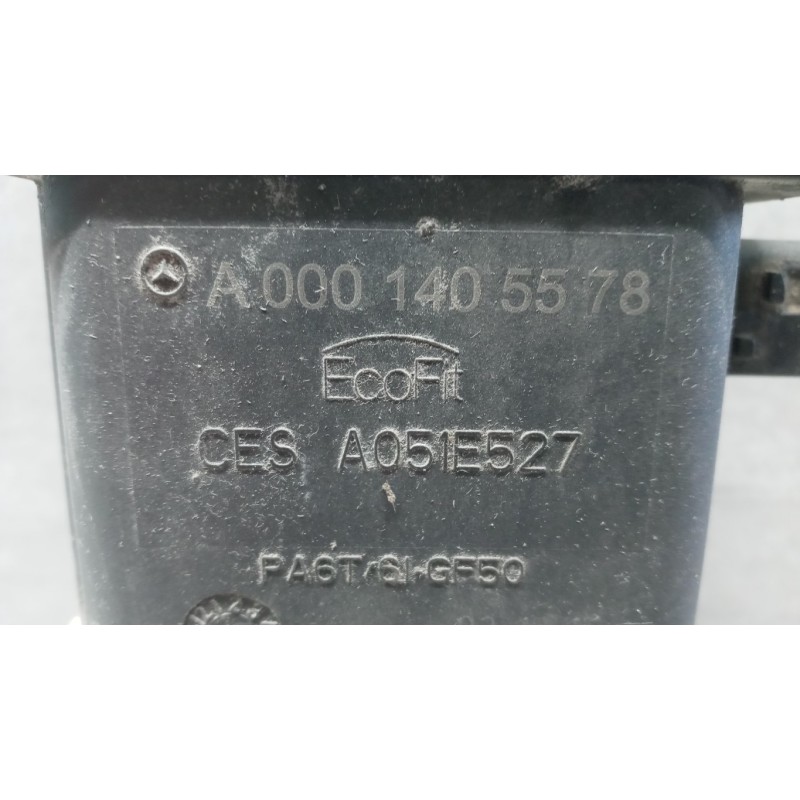 A 000 140 55 78
EcoFit
CES A051E527
PA6T/6I-GF50